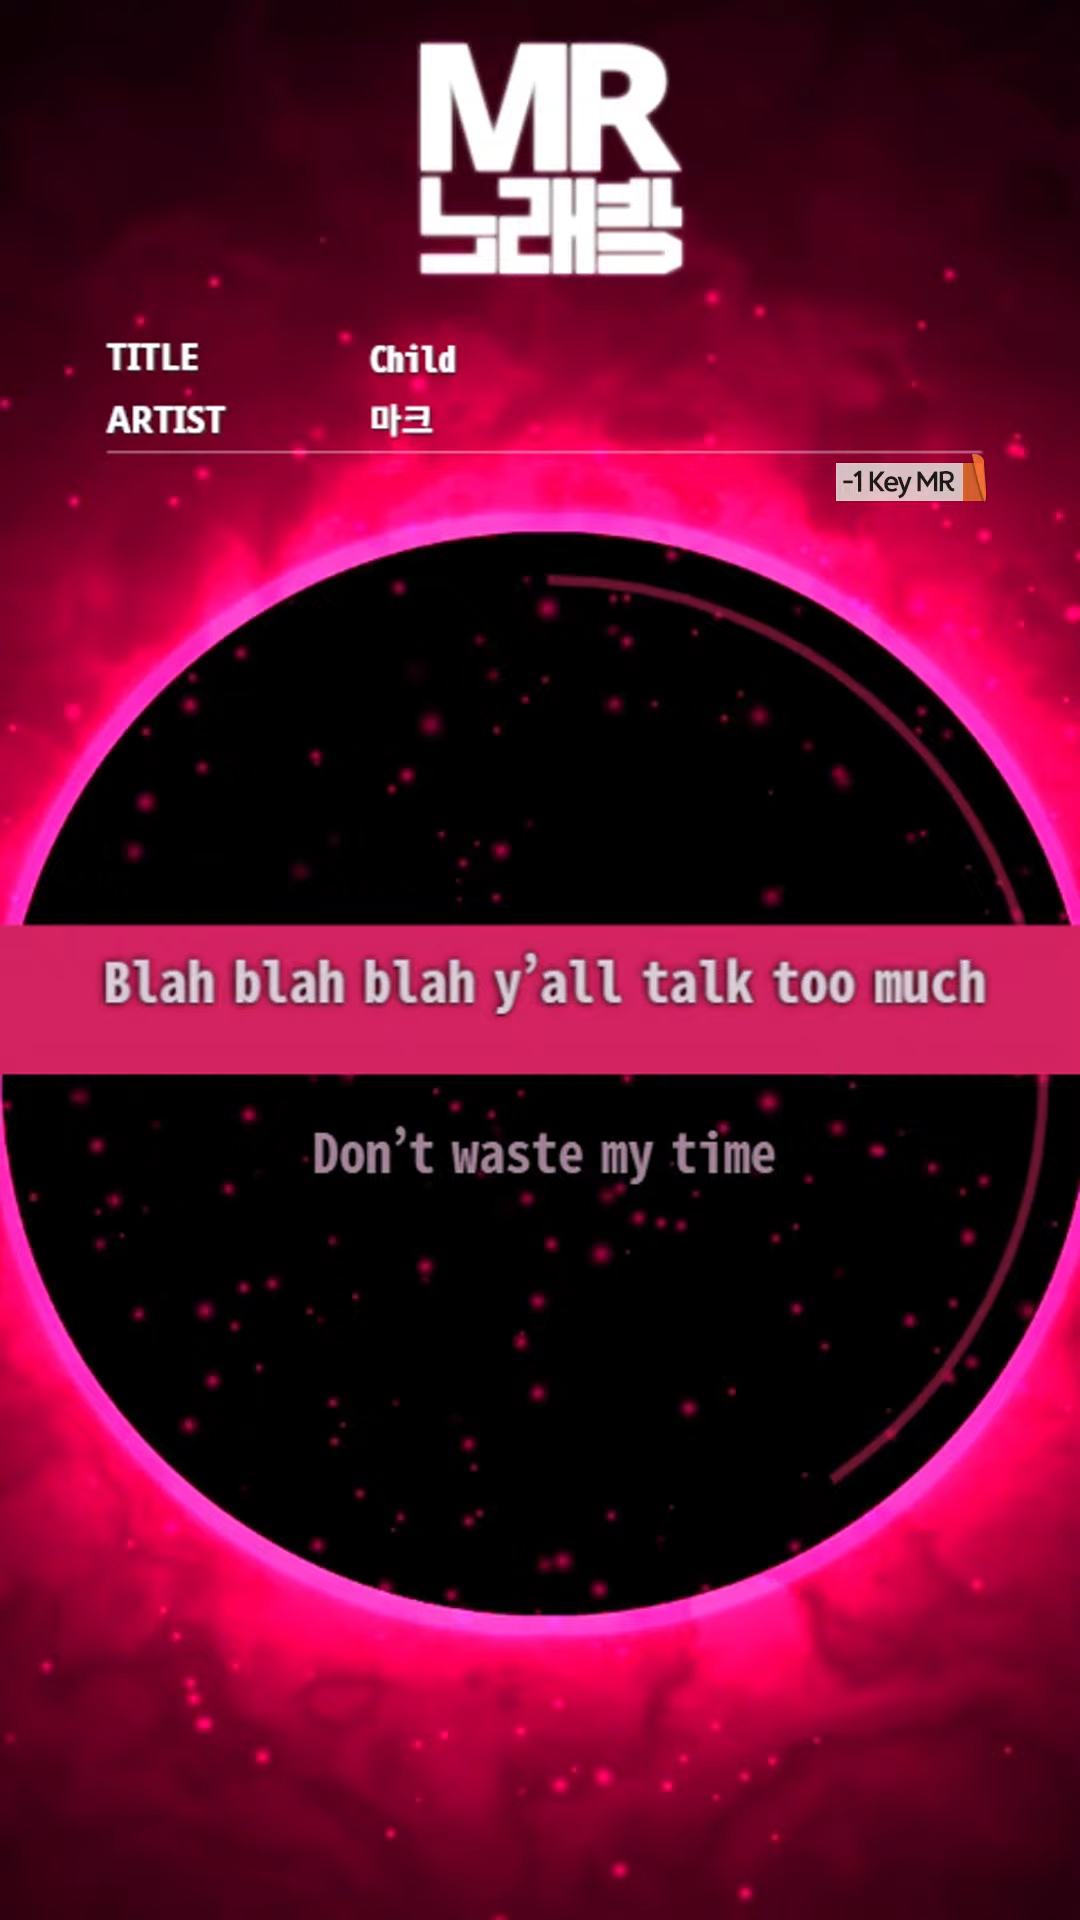 MR
노래방
TITLE Child
ARTIST 마크
-1 Key MR
Blah blah blah y’all talk too much
Don’t waste my time